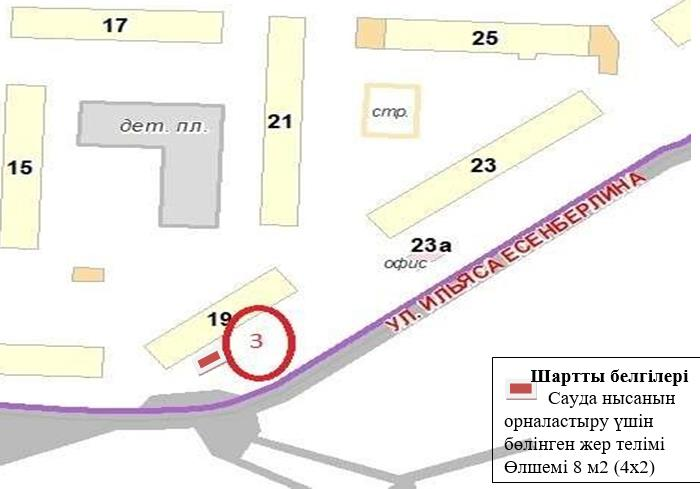 17
25
21
стр.
дет. пл.
15
23
23а
офис
УЛ. ИЛЬЯСА ЕСЕНБЕРЛИНА
19
3
Шартты белгілері
Сауда нысанын
орналастыру үшін
бөлінген жер телімі
Өлшемі 8 м2 (4х2)